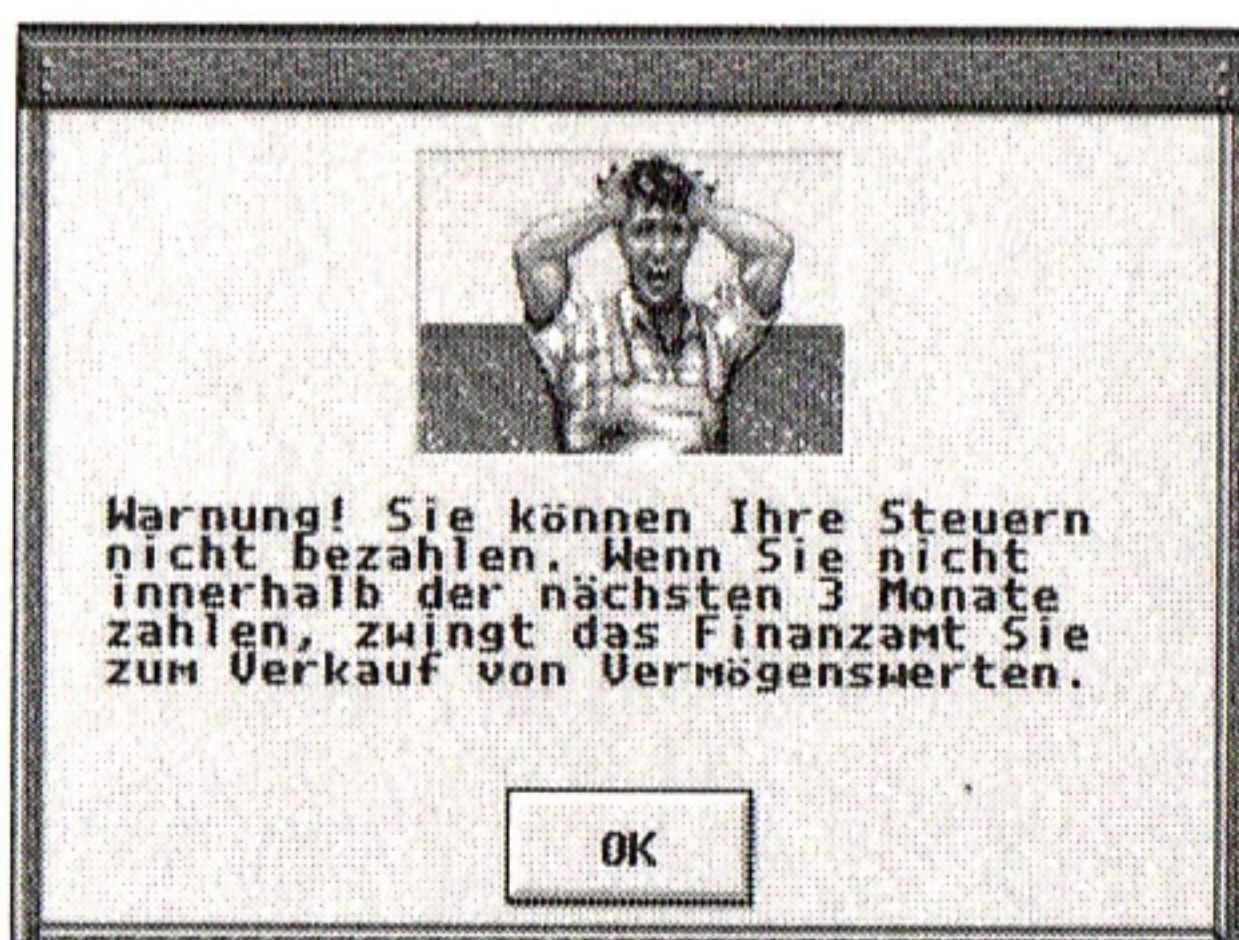 Warnung! Sie können Ihre Steuern
nicht bezahlen. Wenn Sie nicht
innerhalb der nächsten 3 Monate
zahlen, zwingt das Finanzamt Sie
zum Verkauf von Vermögenswerten.
OK